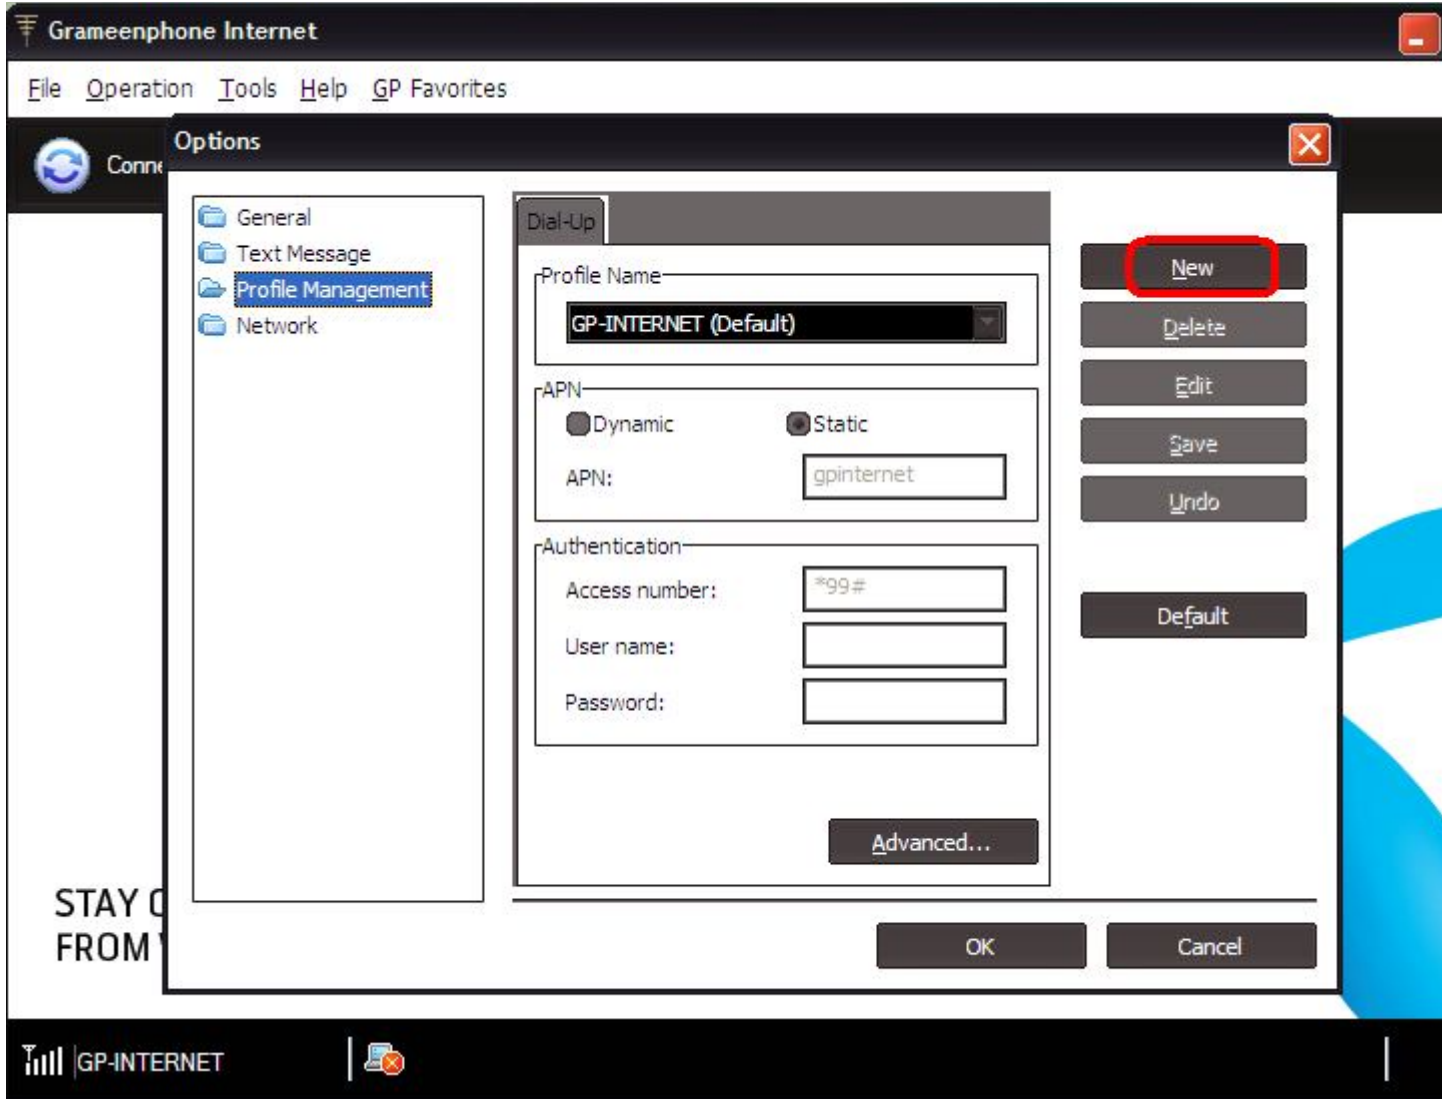 Grameenphone Internet
File Operation Tools Help GP Favorites
Options
Conne
General
Text Message
Profile Management
Network
Dial-Up
Profile Name
GP-INTERNET (Default)
APN
Dynamic Static
APN: gpinternet
Authentication
Access number: *99#
User name:
Password:
Advanced...
New
Delete
Edit
Save
Undo
Default
OK Cancel
STAY
FROM
GP-INTERNET